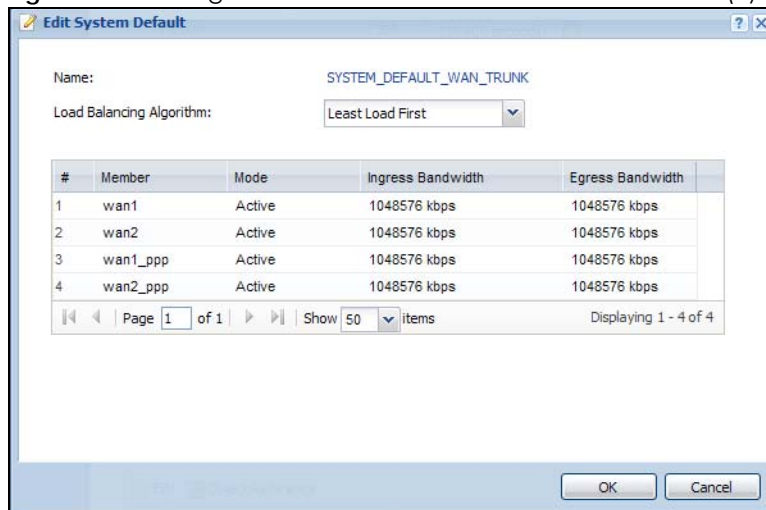 Edit System Default
Name: SYSTEM_DEFAULT_WAN_TRUNK
Load Balancing Algorithm: Least Load First
# Member Mode Ingress Bandwidth Egress Bandwidth
1 wan1 Active 1048576 kbps 1048576 kbps
2 wan2 Active 1048576 kbps 1048576 kbps
3 wan1_ppp Active 1048576 kbps 1048576 kbps
4 wan2_ppp Active 1048576 kbps 1048576 kbps
Page 1 of 1 Show 50 items Displaying 1 - 4 of 4
OK Cancel